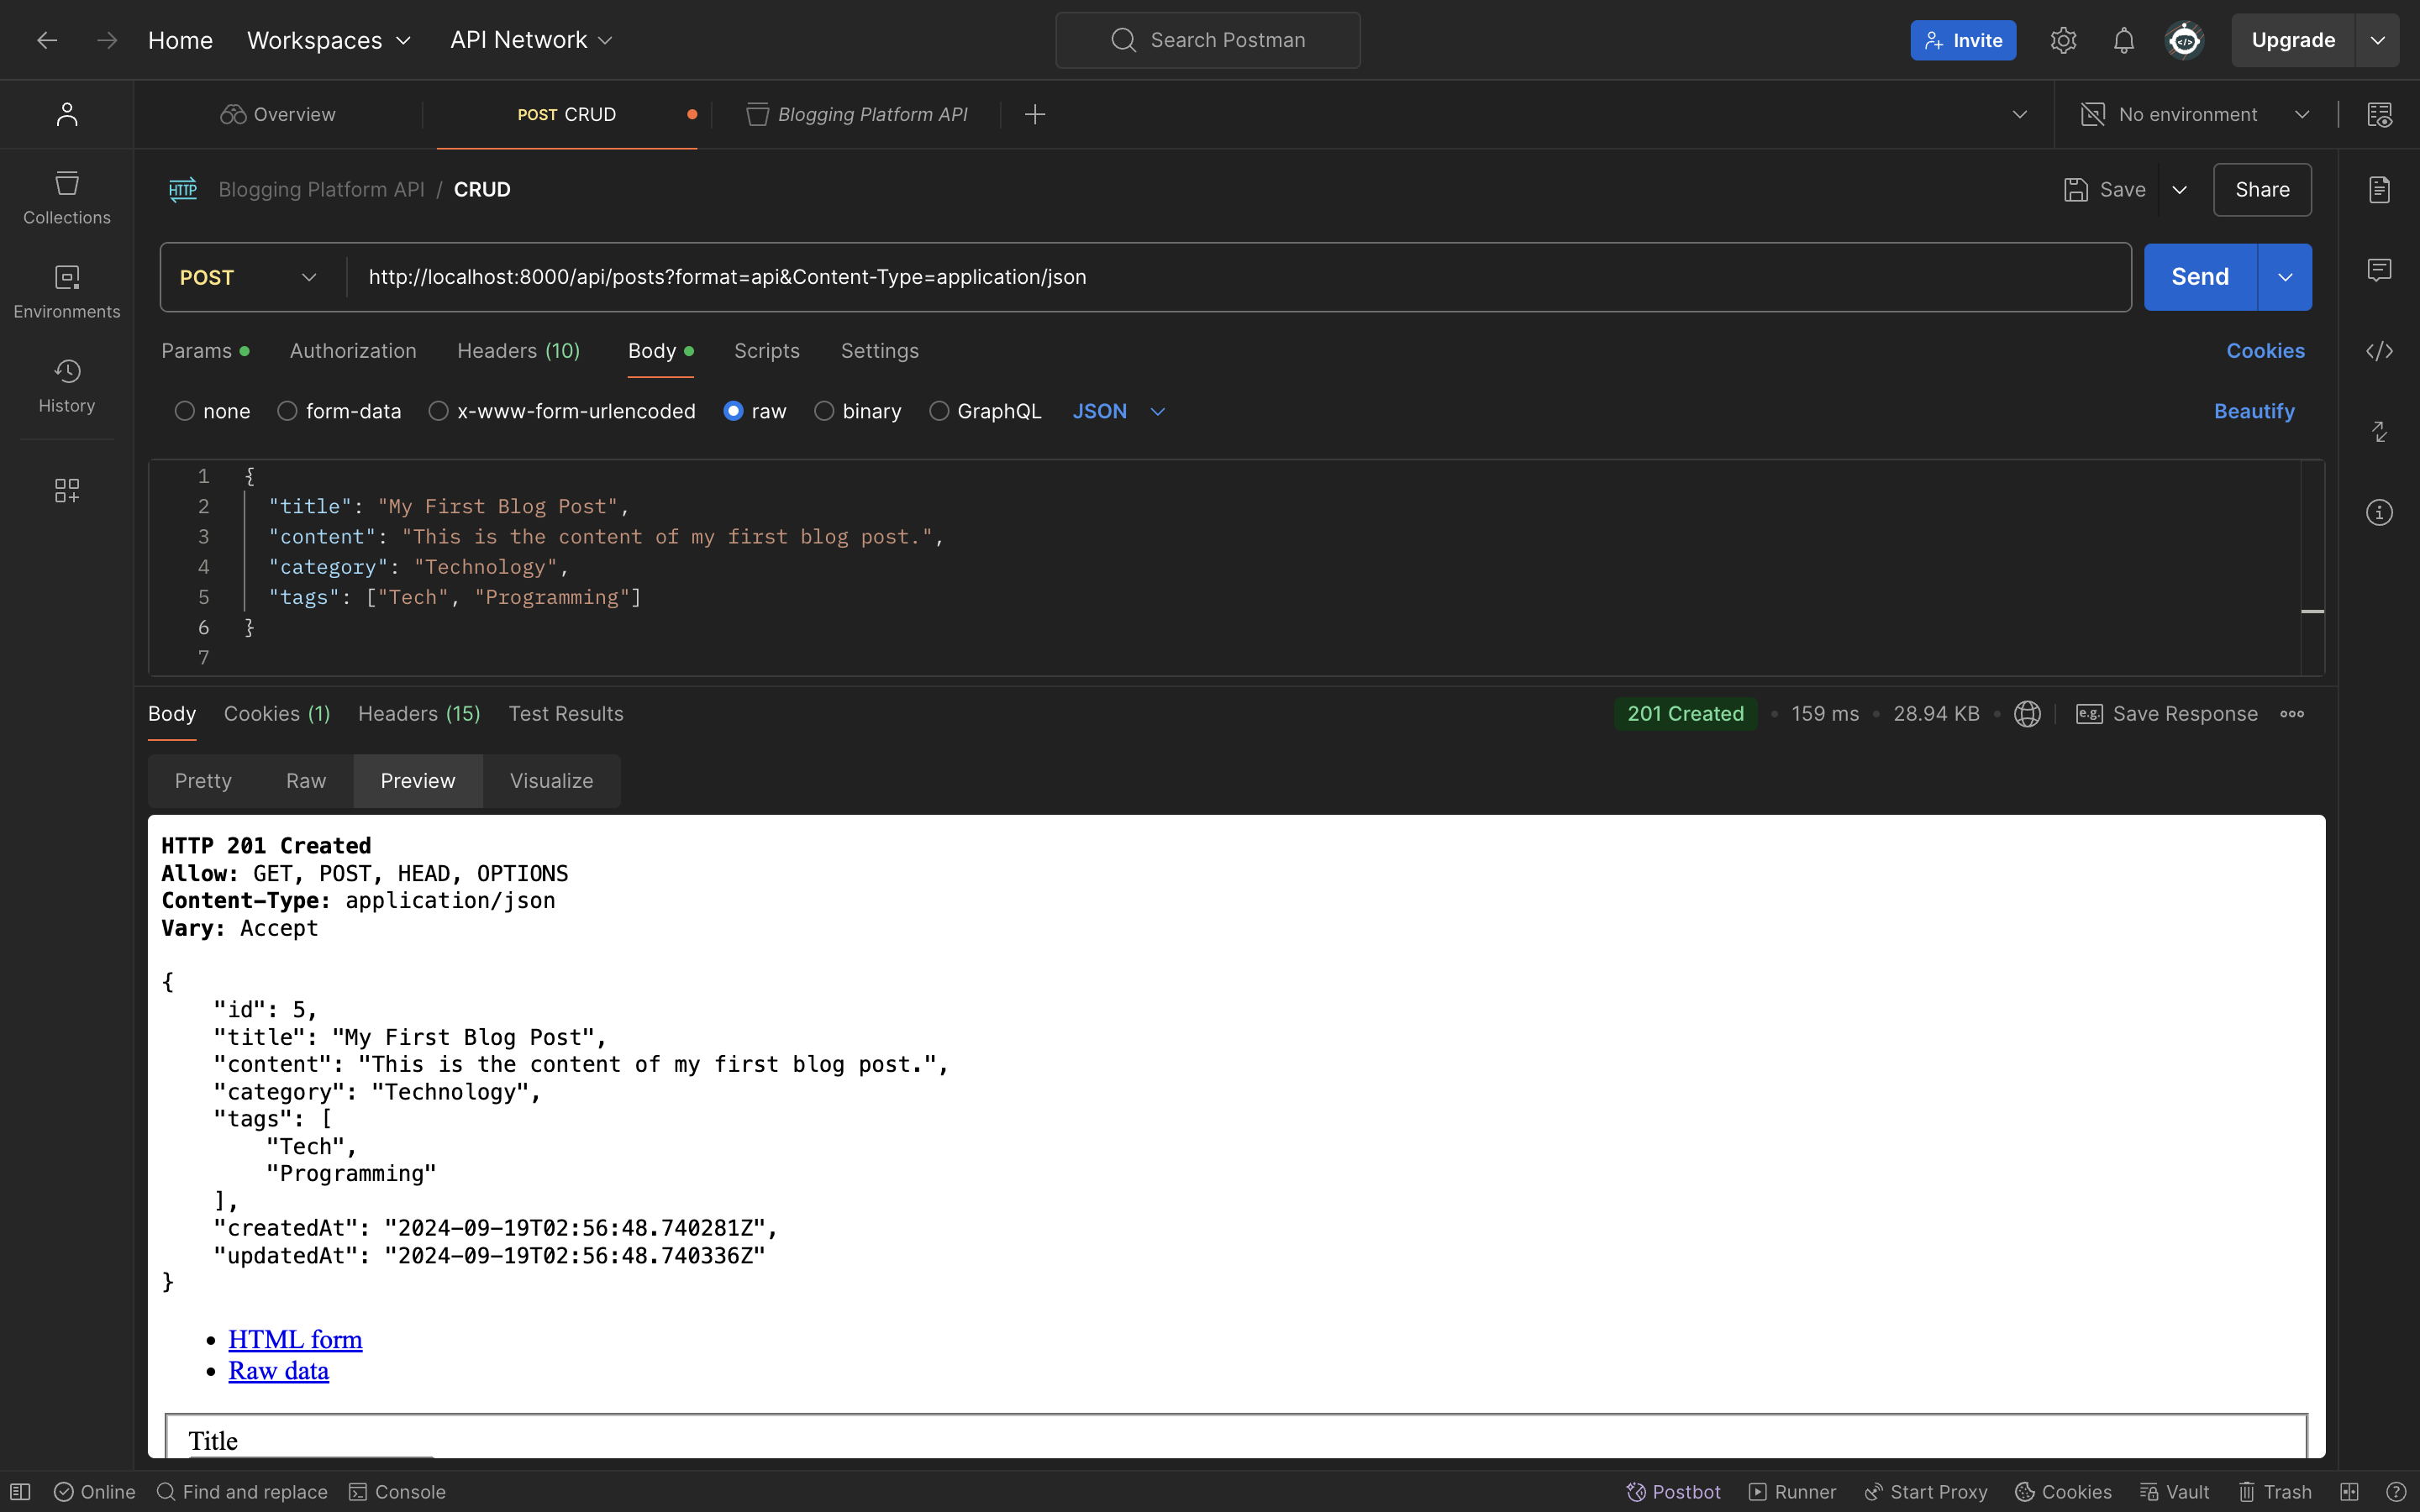 Home Workspaces API Network Search Postman Invite Upgrade
Overview POST CRUD Blogging Platform API No environment
HTTP Blogging Platform API / CRUD Save Share
Collections
Environments
History
POST http://localhost:8000/api/posts?format=api&Content-Type=application/json Send
Params Authorization Headers (10) Body Scripts Settings Cookies
none form-data x-www-form-urlencoded raw binary GraphQL JSON Beautify
1 {
2 "title": "My First Blog Post",
3 "content": "This is the content of my first blog post.",
4 "category": "Technology",
5 "tags": ["Tech", "Programming"]
6 }
7
Body Cookies (1) Headers (15) Test Results 201 Created 159 ms 28.94 KB e.g. Save Response
Pretty Raw Preview Visualize
HTTP 201 Created
Allow: GET, POST, HEAD, OPTIONS
Content-Type: application/json
Vary: Accept
{
"id": 5,
"title": "My First Blog Post",
"content": "This is the content of my first blog post.",
"category": "Technology",
"tags": [
"Tech",
"Programming"
],
"createdAt": "2024-09-19T02:56:48.740281Z",
"updatedAt": "2024-09-19T02:56:48.740336Z"
}
HTML form
Raw data
Title
Online Find and replace Console Postbot Runner Start Proxy Cookies Vault Trash